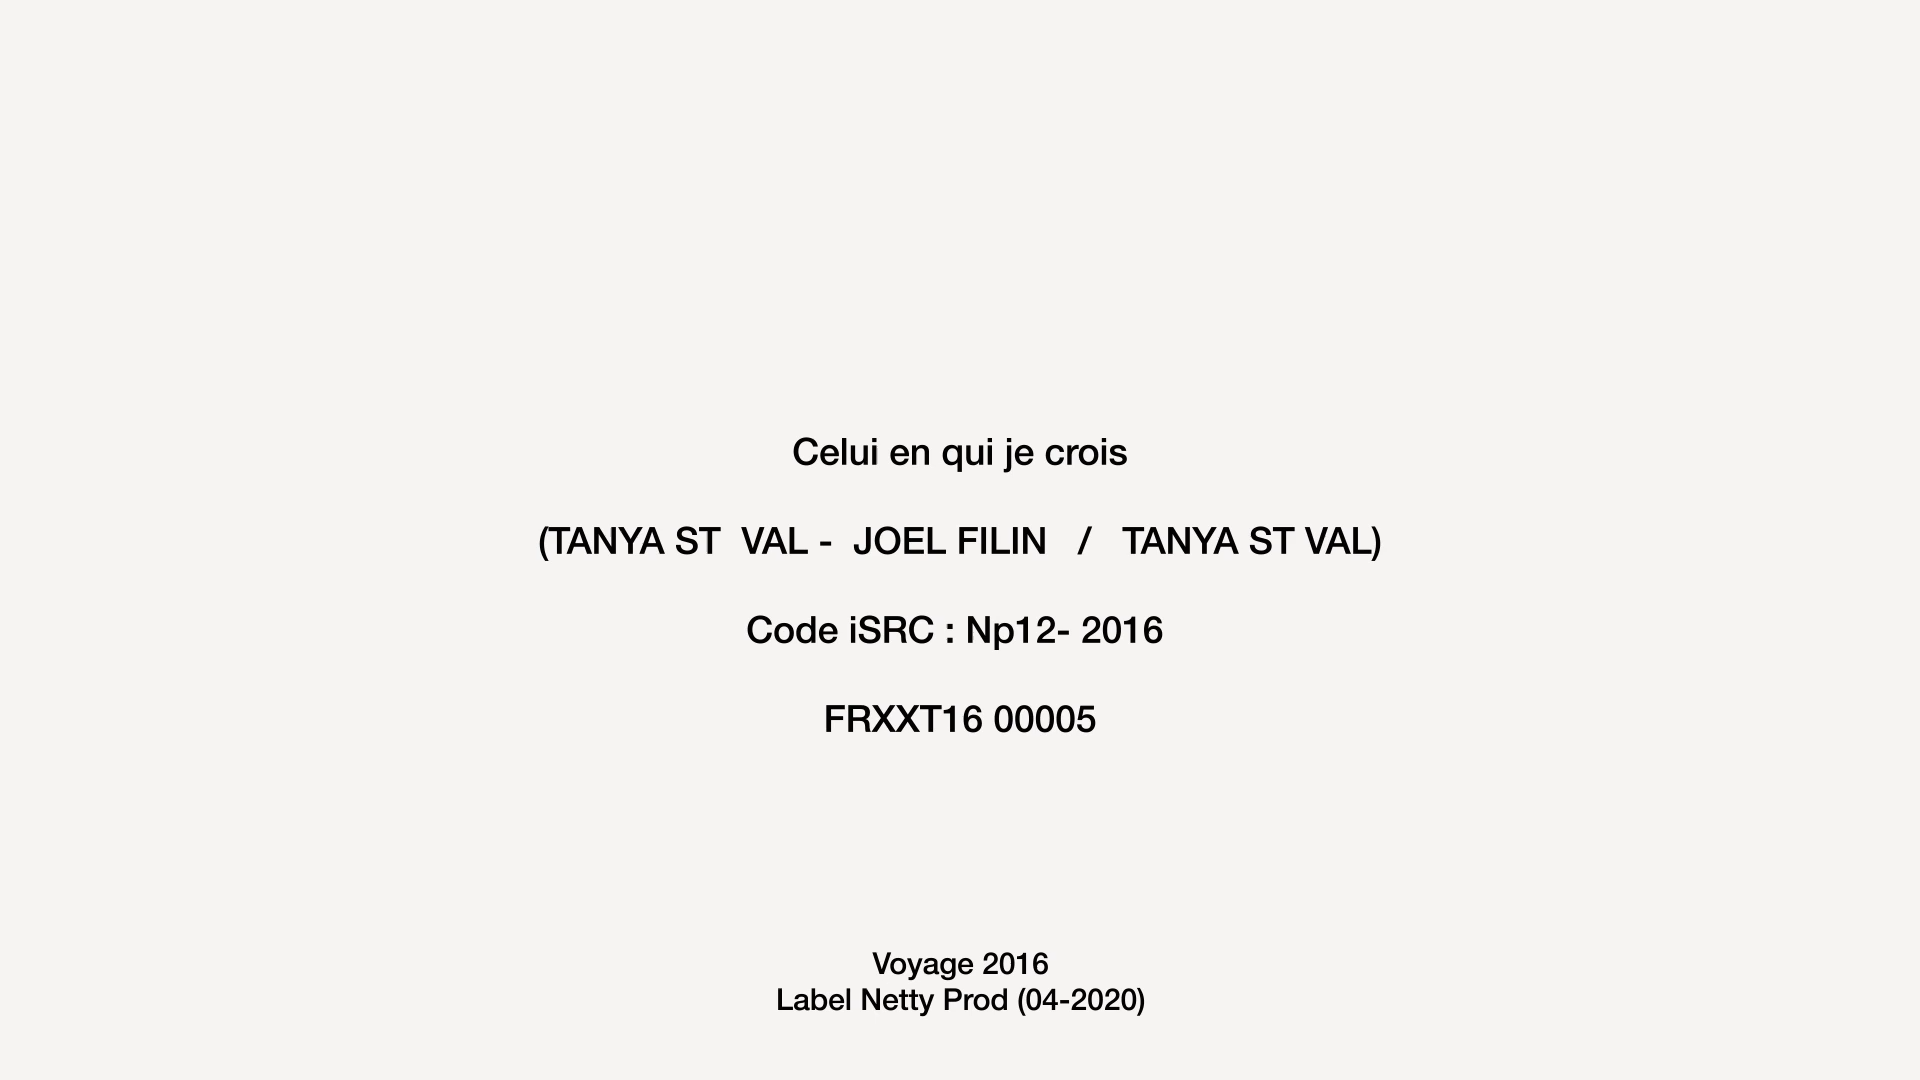 Celui en qui je crois
(TANYA ST  VAL -  JOEL FILIN   /   TANYA ST VAL)
Code iSRC : Np12- 2016
FRXXT16 00005
Voyage 2016
Label Netty Prod (04-2020)